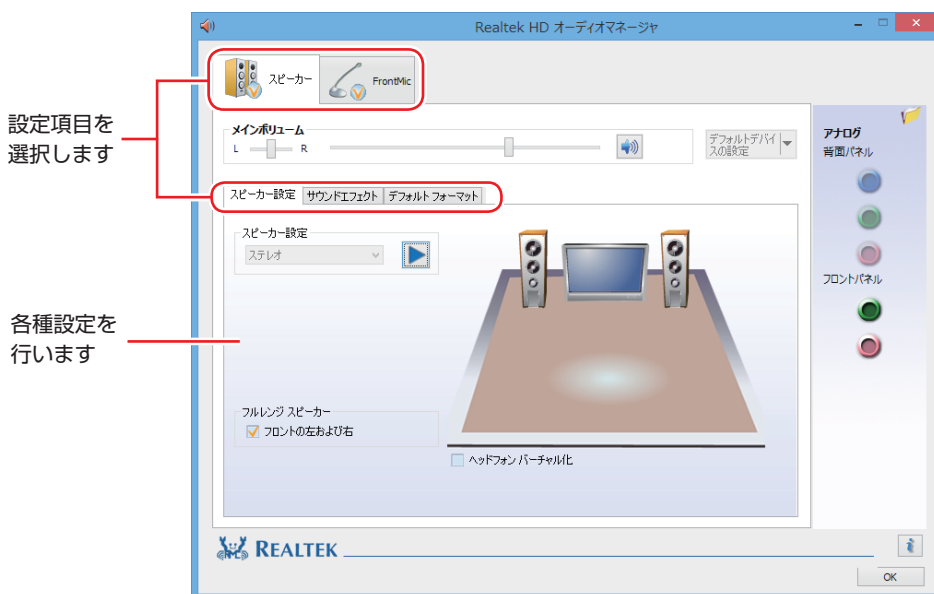 Realtek HD オーディオマネージャ
スピーカー
FrontMic
設定項目を
選択します
メインボリューム
L
R
デフォルトデバイ
スの設定
アナログ
背面パネル
スピーカー設定
サウンドエフェクト
デフォルト フォーマット
スピーカー設定
ステレオ
フロントパネル
各種設定を
行います
フルレンジ スピーカー
フロントの左および右
ヘッドフォン バーチャル化
REALTEK
i
OK